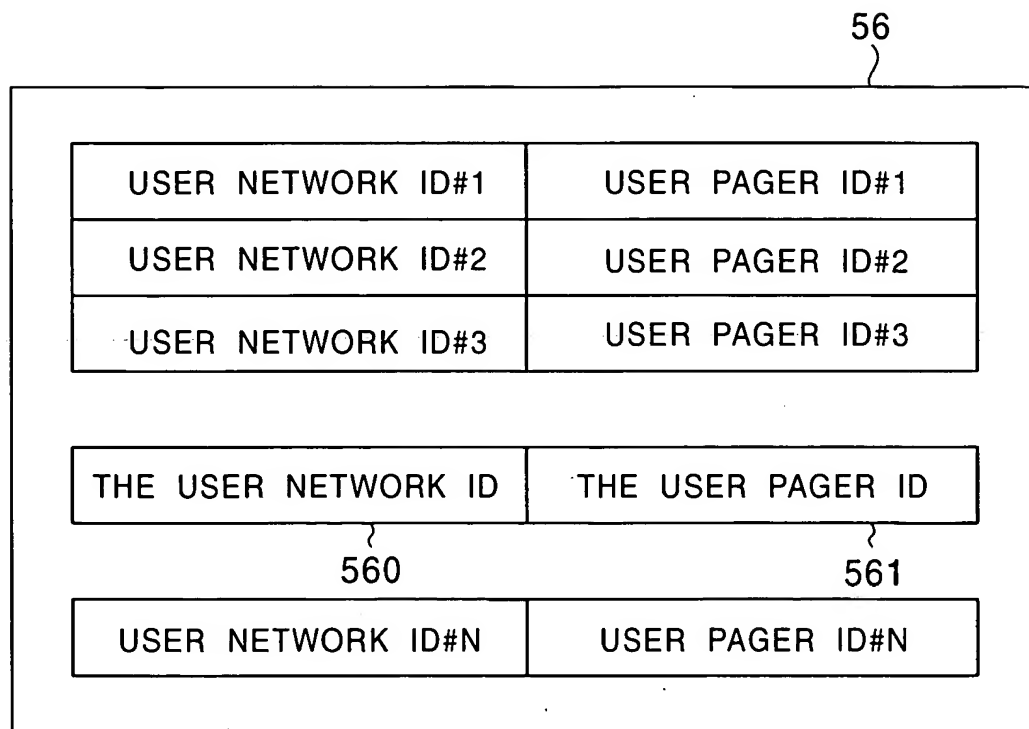 56
USER NETWORK ID#1 USER PAGER ID#1
USER NETWORK ID#2 USER PAGER ID#2
USER NETWORK ID#3 USER PAGER ID#3
THE USER NETWORK ID THE USER PAGER ID
560 561
USER NETWORK ID#N USER PAGER ID#N